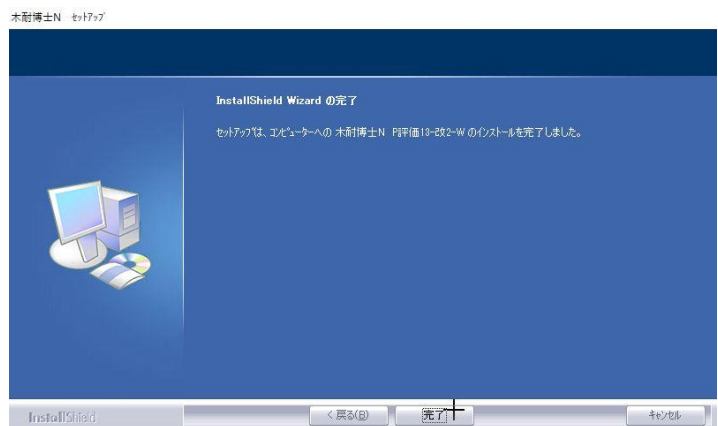 木耐博士N セットアップ
InstallShield Wizard の完了
セットアップは、コンピューターへの 木耐博士N P評価13-改2-W のインストールを完了しました。
InstallShield
< 戻る(B)
完了
キャンセル